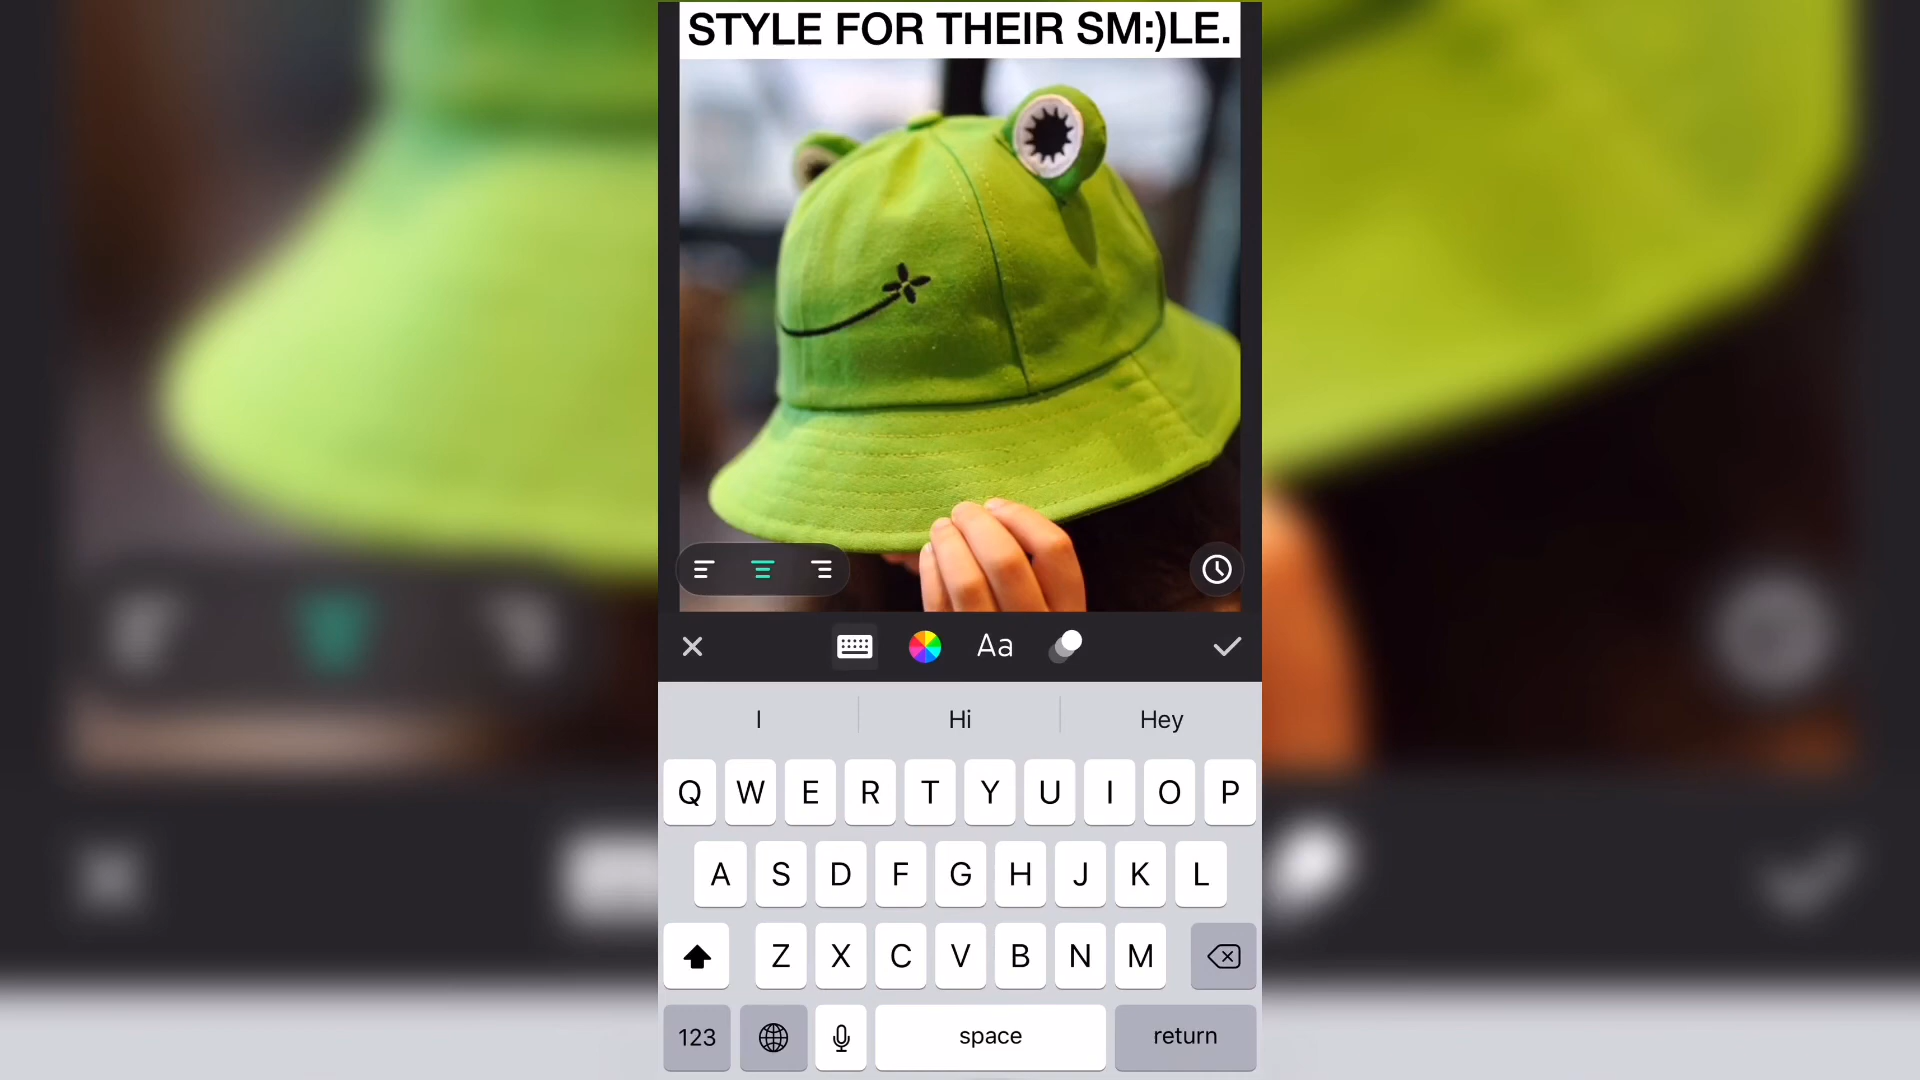 STYLE FOR THEIR SM:)LE.
Aa
I Hi Hey
Q W E R T Y U I O P
A S D F G H J K L
Z X C V B N M
123 space return